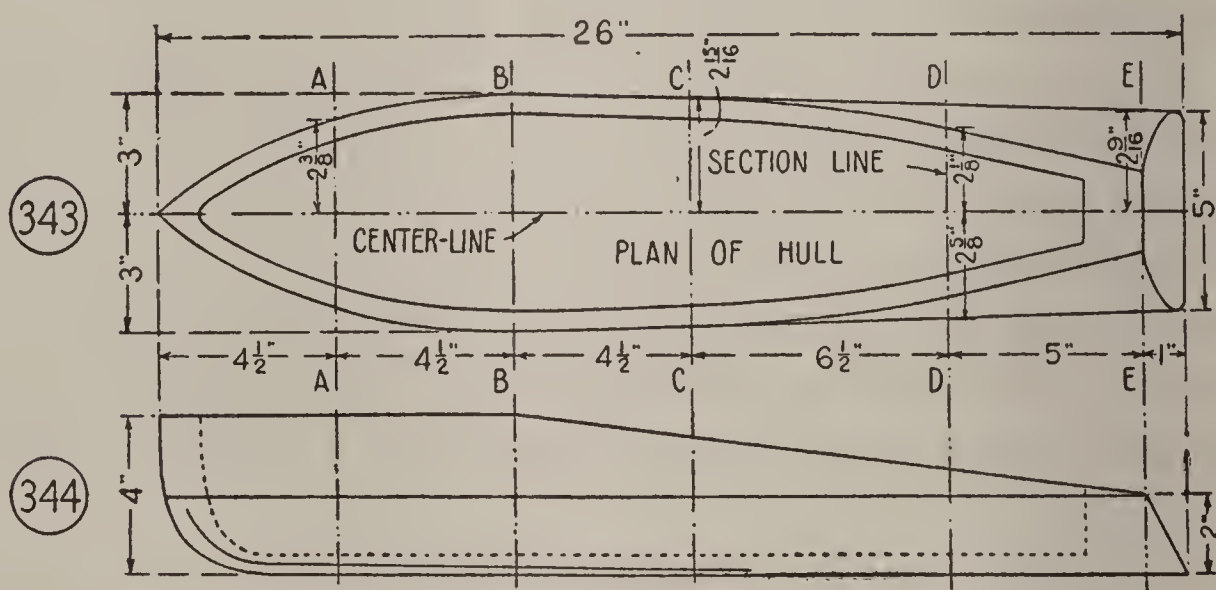 26"
A B C 2 15/16" D E
3" 2 3/8" SECTION LINE 2 1/8" 2 9/16"
343 CENTER-LINE 5"
3" PLAN OF HULL 2 5/8"
4 1/2" 4 1/2" 4 1/2" 6 1/2" 5" 1"
A B C D E
344 4" 2"